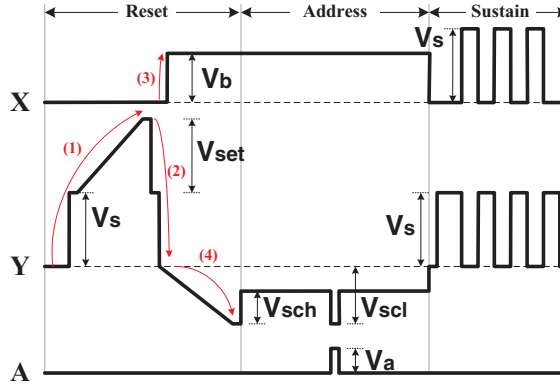 Reset Address Sustain
Vs
(3) Vb
X
(1) Vset
(2)
Vs Vs
Y
(4)
Vsch Vscl
Va
A